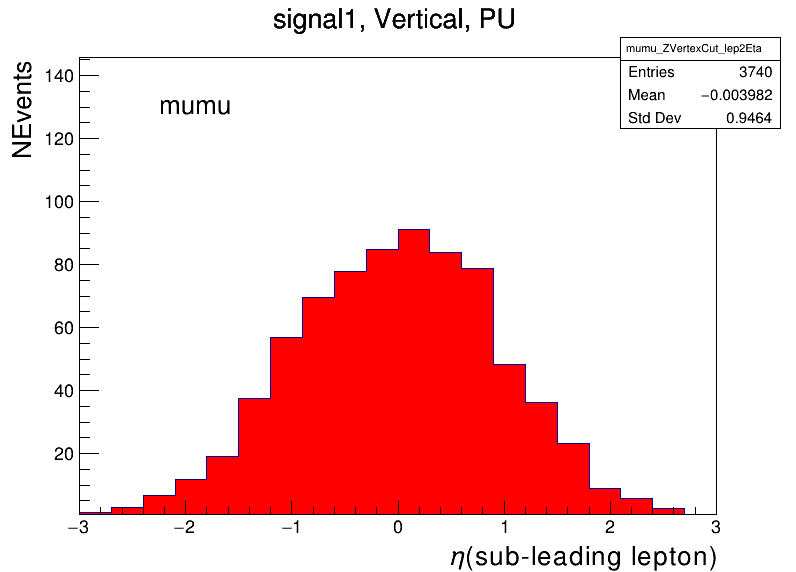 signal1, Vertical, PU
mumu_ZVertexCut_lep2Eta
Entries 3740
Mean −0.003982
Std Dev 0.9464
NEvents
mumu
140
120
100
80
60
40
20
−3 −2 −1 0 1 2 3
η(sub-leading lepton)